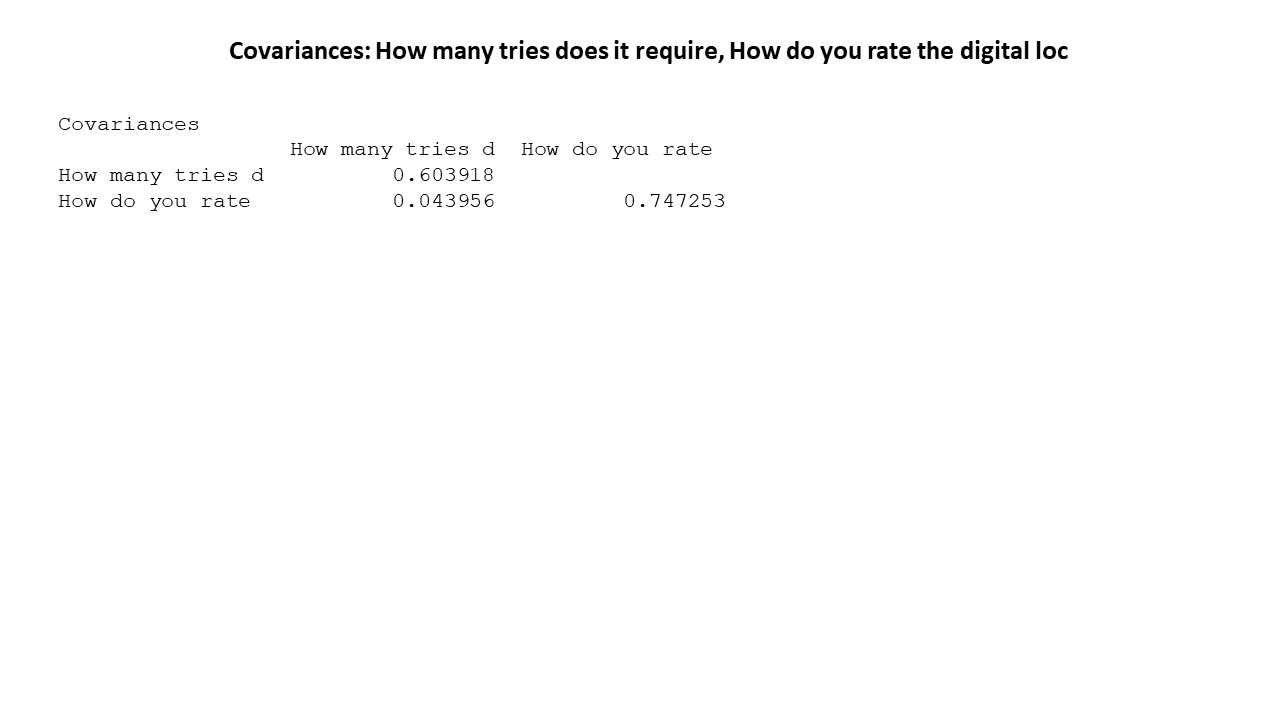 Covariances: How many tries does it require, How do you rate the digital loc
Covariances
How many tries d How do you rate
How many tries d 0.603918
How do you rate 0.043956 0.747253